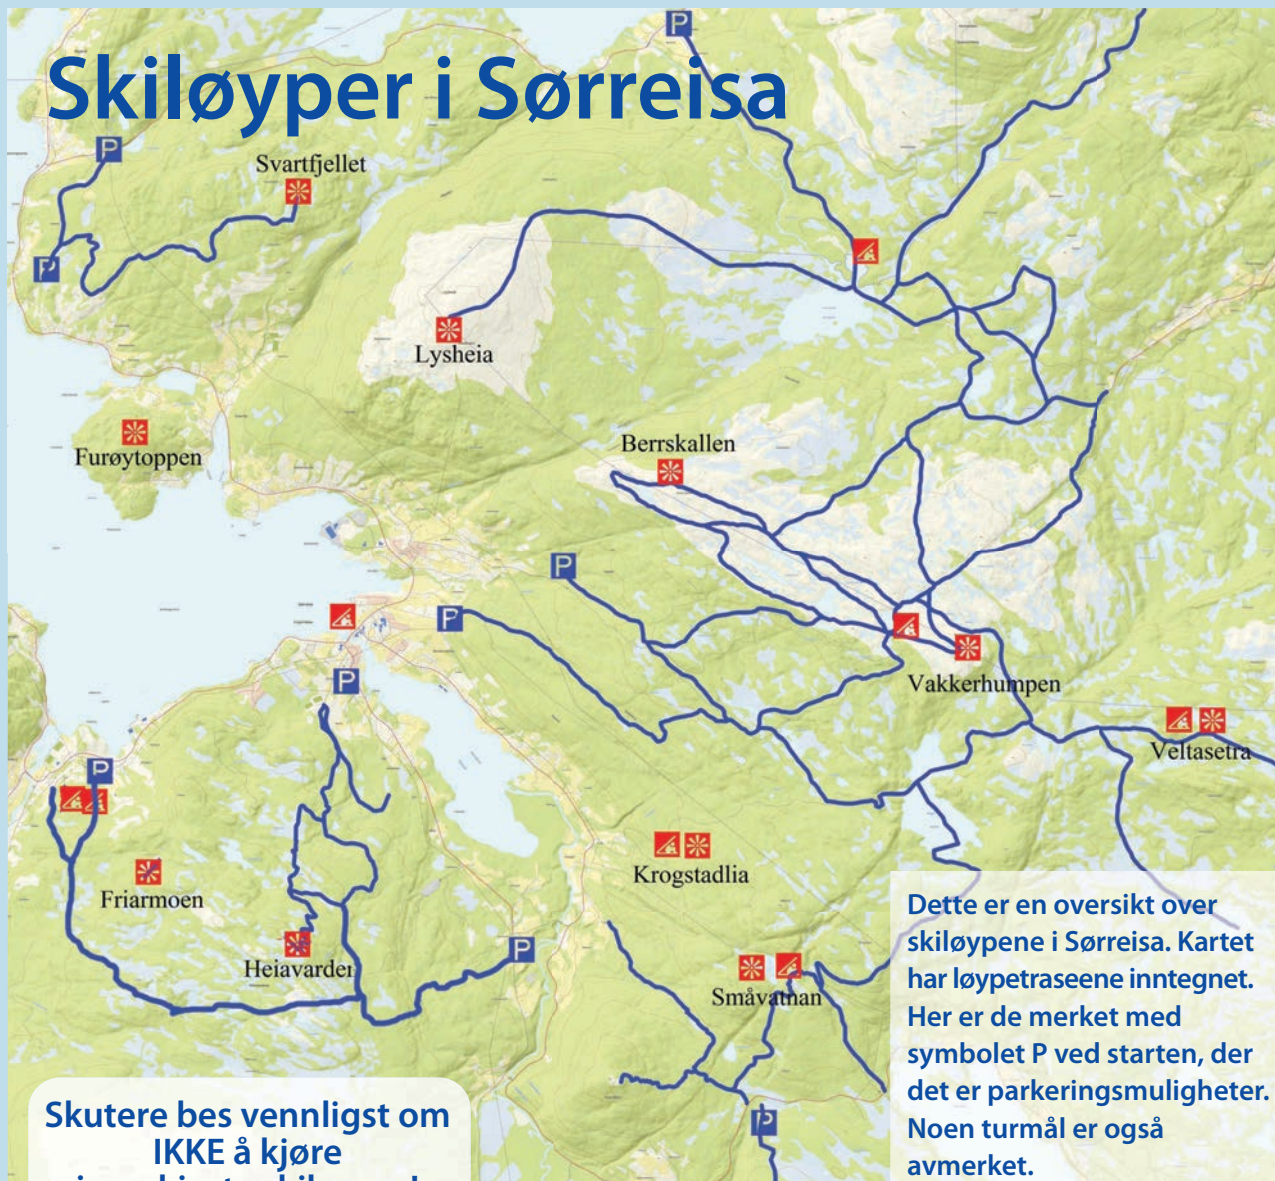 Skiløyper i Sørreisa
P
P
Svartfjellet
P
Lysheia
Furøytoppen
Berrskallen
P
P
P
Vakkerhumpen
Veltasetra
P
Krogstadlia
Friarmoen
P
Heiavarden
Småvatnan
P
Dette er en oversikt over
skiløypene i Sørreisa. Kartet
har løypetraseene inntegnet.
Her er de merket med
symbolet P ved starten, der
det er parkeringsmuligheter.
Noen turmål er også
avmerket.
Skutere bes vennligst om
IKKE å kjøre